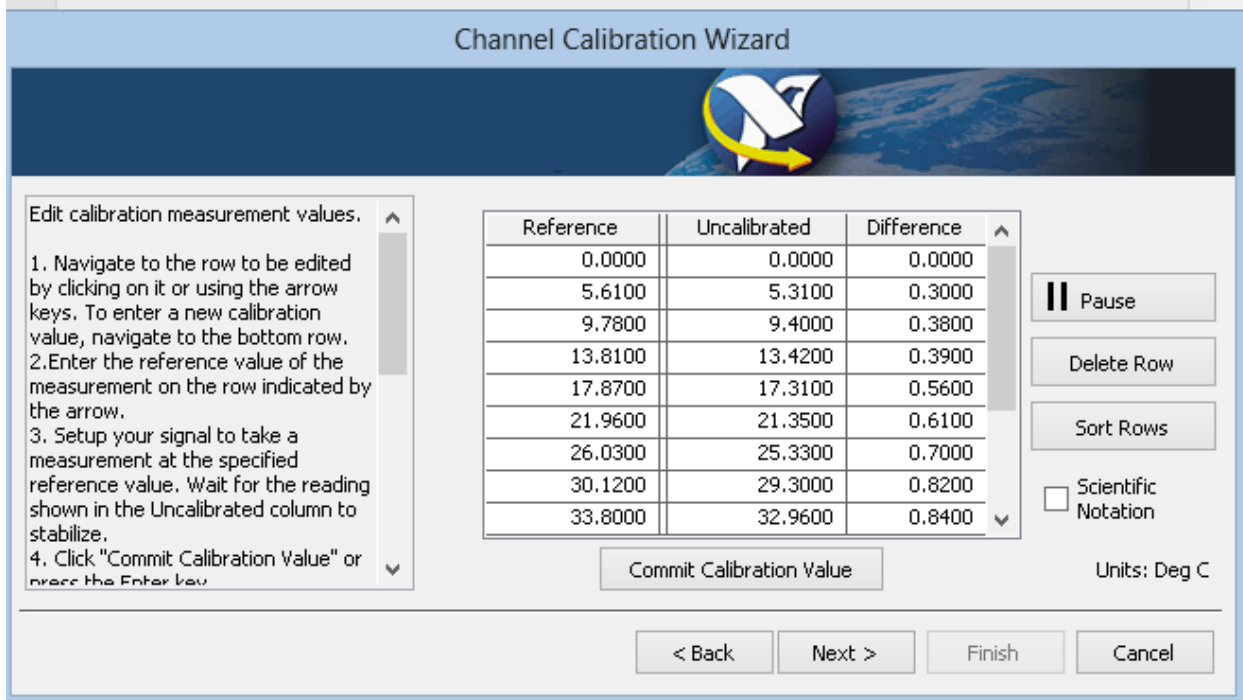 Channel Calibration Wizard
Edit calibration measurement values.
1. Navigate to the row to be edited
by clicking on it or using the arrow
keys. To enter a new calibration
value, navigate to the bottom row.
2.Enter the reference value of the
measurement on the row indicated by
the arrow.
3. Setup your signal to take a
measurement at the specified
reference value. Wait for the reading
shown in the Uncalibrated column to
stabilize.
4. Click "Commit Calibration Value" or
press the Enter key
Reference Uncalibrated Difference
0.0000 0.0000 0.0000
5.6100 5.3100 0.3000
9.7800 9.4000 0.3800
13.8100 13.4200 0.3900
17.8700 17.3100 0.5600
21.9600 21.3500 0.6100
26.0300 25.3300 0.7000
30.1200 29.3000 0.8200
33.8000 32.9600 0.8400
Commit Calibration Value
Pause
Delete Row
Sort Rows
Scientific
Notation
Units: Deg C
< Back Next > Finish Cancel